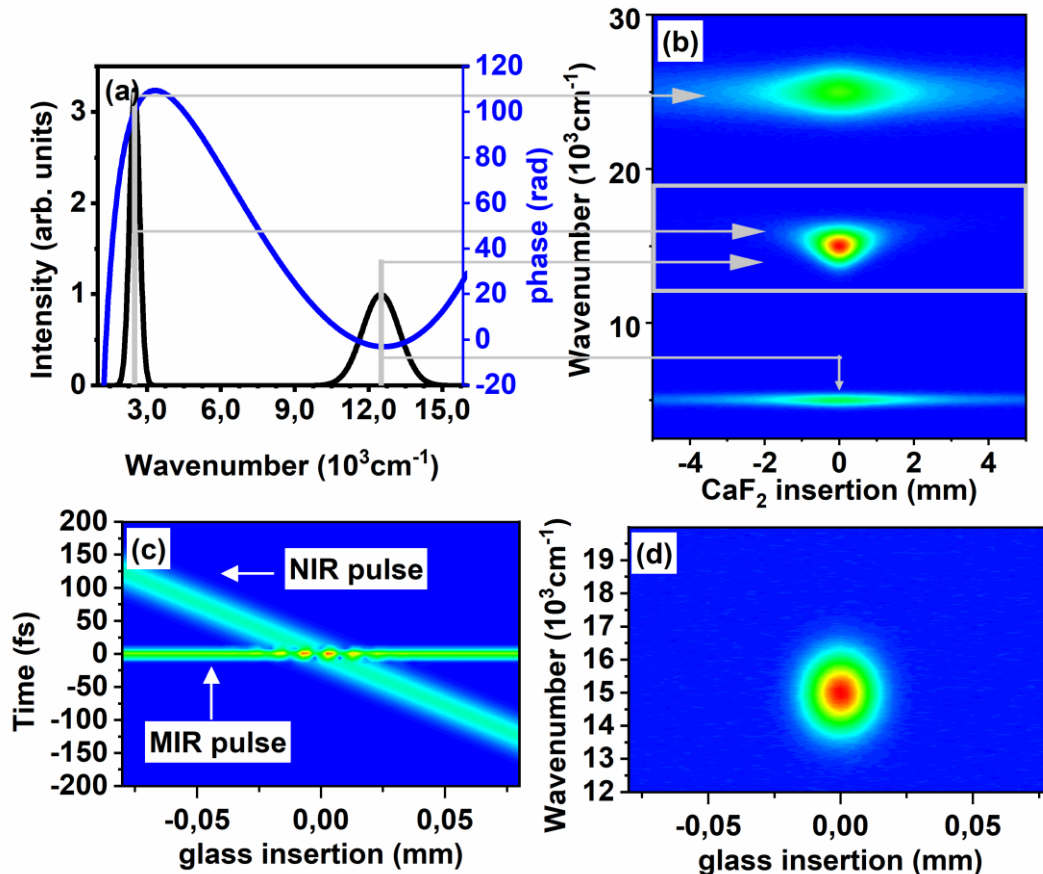 (a)
3
2
1
0
Intensity (arb. units)
120
100
80
60
40
20
0
-20
phase (rad)
3,0 6,0 9,0 12,0 15,0
Wavenumber (10³cm⁻¹)
(b)
30
20
10
Wavenumber (10³cm⁻¹)
-4 -2 0 2 4
CaF₂ insertion (mm)
(c)
200
150
100
50
0
-50
-100
-150
-200
Time (fs)
NIR pulse
MIR pulse
-0,05 0,00 0,05
glass insertion (mm)
(d)
19
18
17
16
15
14
13
12
Wavenumber (10³cm⁻¹)
-0,05 0,00 0,05
glass insertion (mm)